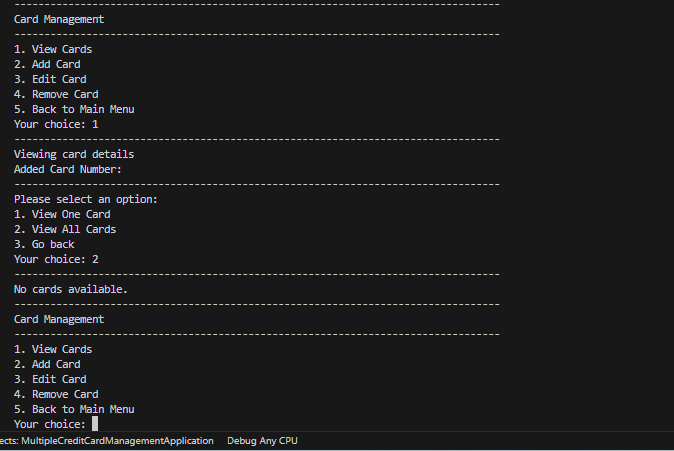 --------------------------------------------------------------------------------
Card Management
--------------------------------------------------------------------------------
1. View Cards
2. Add Card
3. Edit Card
4. Remove Card
5. Back to Main Menu
Your choice: 1
--------------------------------------------------------------------------------
Viewing card details
Added Card Number:
--------------------------------------------------------------------------------
Please select an option:
1. View One Card
2. View All Cards
3. Go back
Your choice: 2
--------------------------------------------------------------------------------
No cards available.
--------------------------------------------------------------------------------
Card Management
--------------------------------------------------------------------------------
1. View Cards
2. Add Card
3. Edit Card
4. Remove Card
5. Back to Main Menu
Your choice:
ects: MultipleCreditCardManagementApplication Debug Any CPU